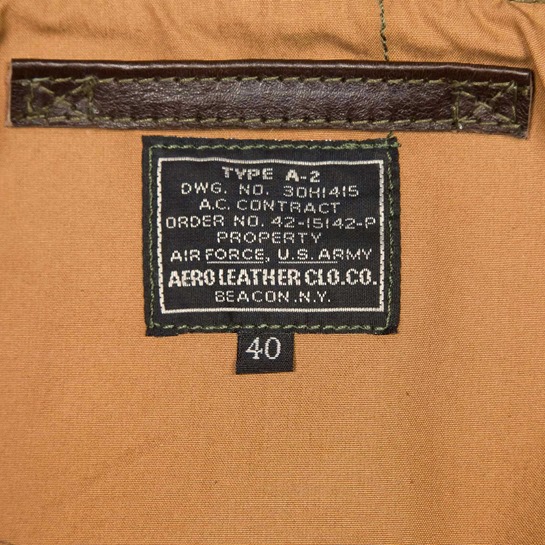 TYPE A-2
DWG. NO. 30H1415
A.C. CONTRACT
ORDER NO. 42-15142-P
PROPERTY
AIR FORCE, U.S. ARMY
AERO LEATHER CLO. CO.
BEACON, N.Y.
40